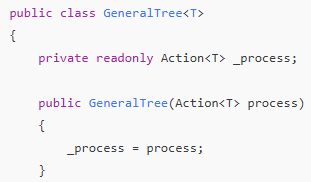 public class GeneralTree<T>
{
    private readonly Action<T> _process;
    public GeneralTree(Action<T> process)
    {
        _process = process;
    }